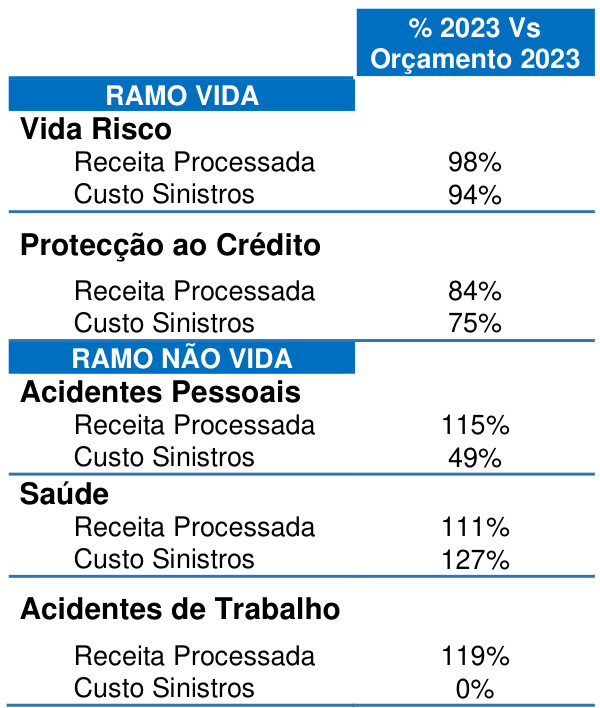 % 2023 Vs
Orçamento 2023
RAMO VIDA
Vida Risco
Receita Processada 98%
Custo Sinistros 94%
Protecção ao Crédito
Receita Processada 84%
Custo Sinistros 75%
RAMO NÃO VIDA
Acidentes Pessoais
Receita Processada 115%
Custo Sinistros 49%
Saúde
Receita Processada 111%
Custo Sinistros 127%
Acidentes de Trabalho
Receita Processada 119%
Custo Sinistros 0%